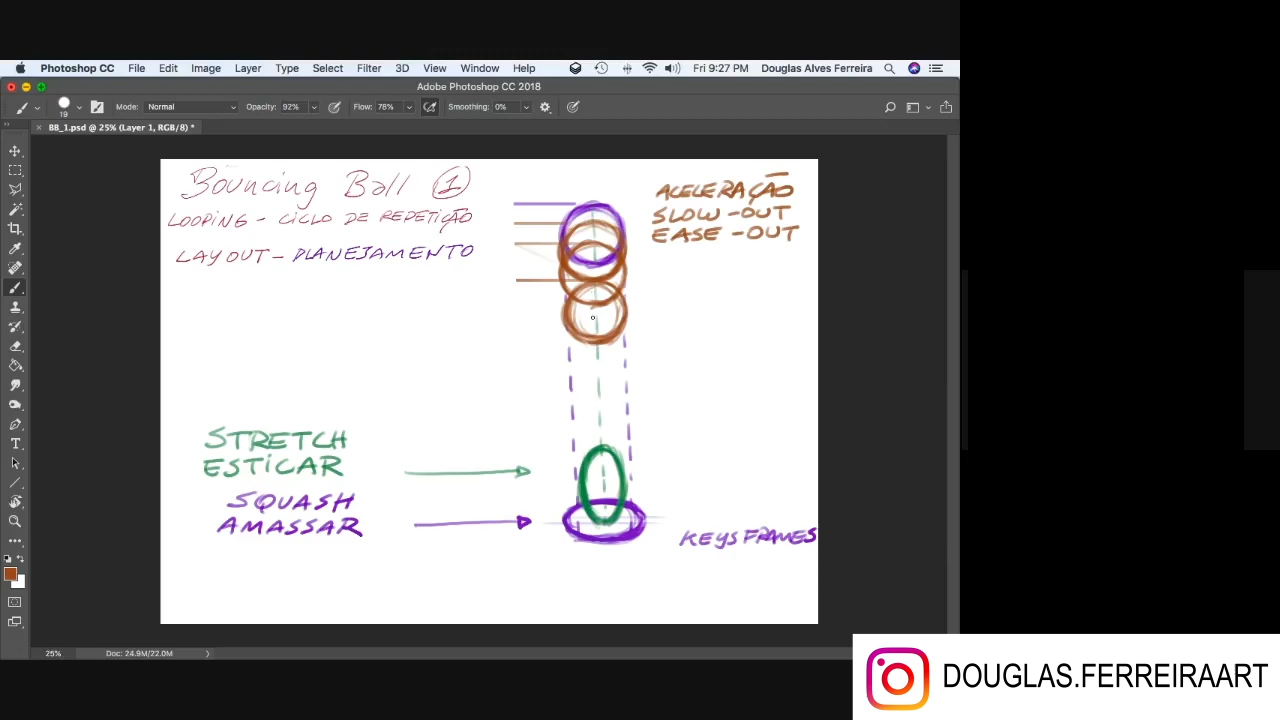 Photoshop CC File Edit Image Layer Type Select Filter 3D View Window Help Fri 9:27 PM Douglas Alves Ferreira
Adobe Photoshop CC 2018
19 Mode: Normal Opacity: 92% Flow: 78% Smoothing: 0%
× BB_1.psd @ 25% (Layer 1, RGB/8) *
Bouncing Ball 1
LOOPING - CICLO DE REPETIÇÃO
LAYOUT - PLANEJAMENTO
ACELERAÇÃO
SLOW-OUT
EASE-OUT
STRETCH
ESTICAR
SQUASH
AMASSAR
KEYS FRAMES
25% Doc: 24.9M/22.0M
DOUGLAS.FERREIRAART